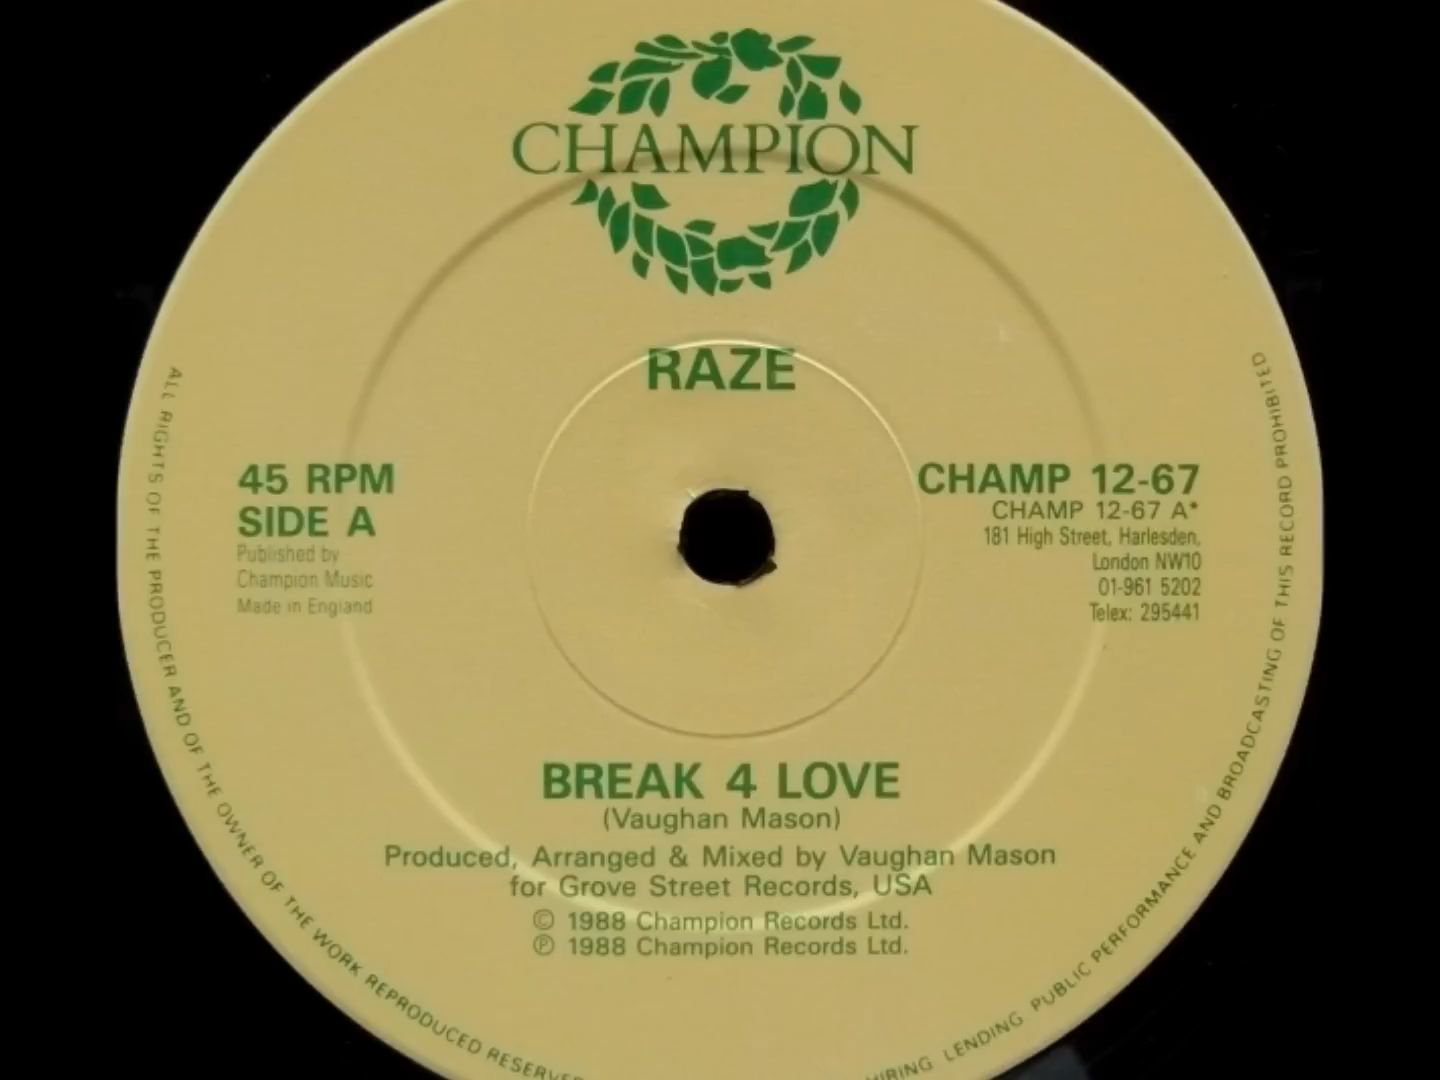 CHAMPION
RAZE
45 RPM
SIDE A
Published by
Champion Music
Made in England
CHAMP 12-67
CHAMP 12-67 A*
181 High Street, Harlesden,
London NW10
01-961 5202
Telex: 295441
BREAK 4 LOVE
(Vaughan Mason)
Produced, Arranged & Mixed by Vaughan Mason
for Grove Street Records, USA
© 1988 Champion Records Ltd.
℗ 1988 Champion Records Ltd.
ALL RIGHTS OF THE PRODUCER AND OF THE OWNER OF THE WORK REPRODUCED RESERVED
HIRING LENDING PUBLIC PERFORMANCE AND BROADCASTING OF THIS RECORD PROHIBITED